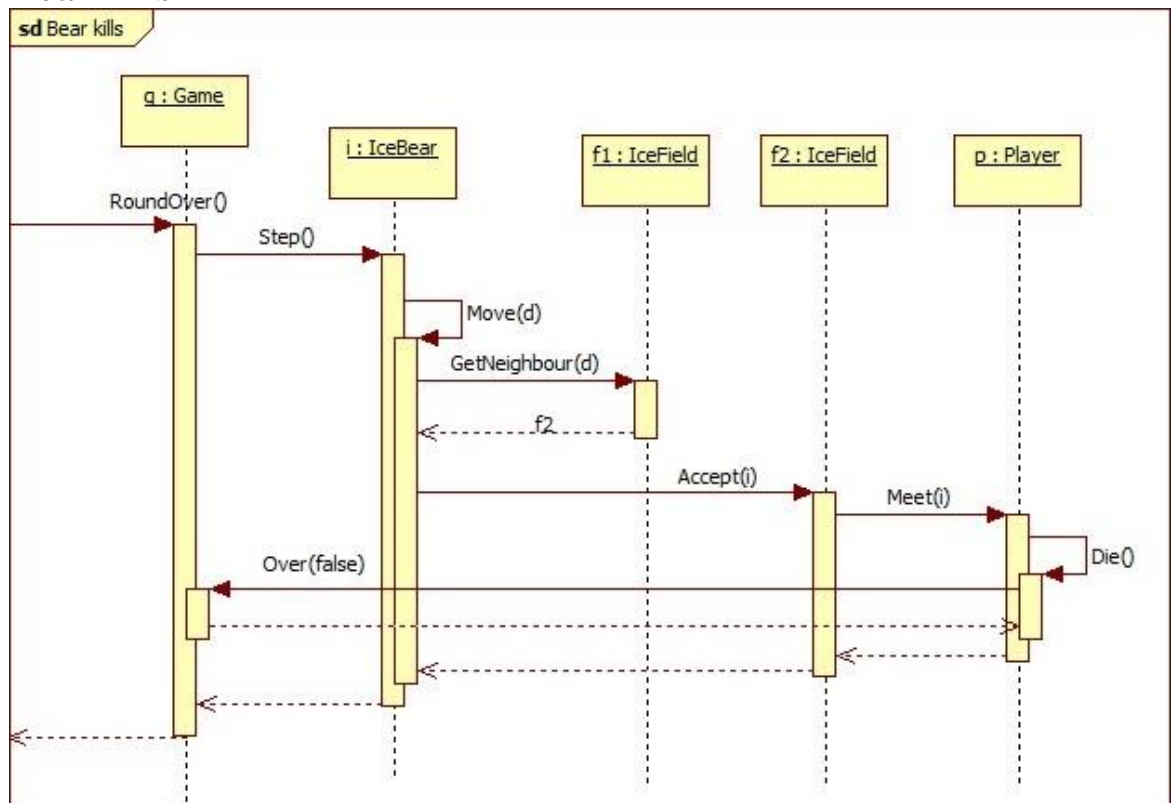 sd Bear kills
g : Game
i : IceBear
f1 : IceField
f2 : IceField
p : Player
RoundOver()
Step()
Move(d)
GetNeighbour(d)
f2
Accept(i)
Meet(i)
Die()
Over(false)